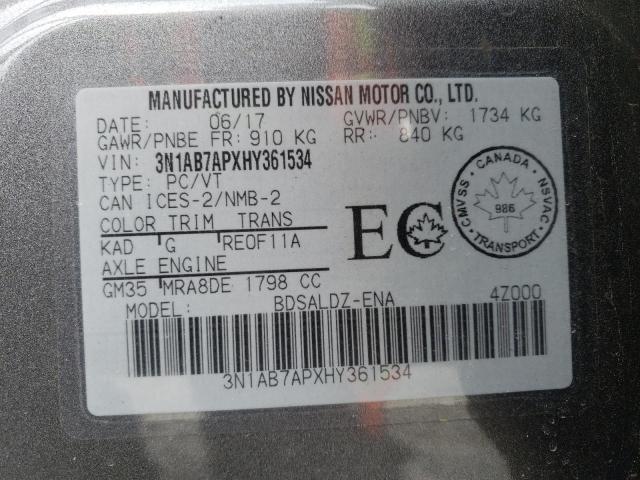 MANUFACTURED BY NISSAN MOTOR CO., LTD.
DATE: 06/17 GVWR/PNBV: 1734 KG
GAWR/PNBE FR: 910 KG RR: 840 KG
VIN: 3N1AB7APXHY361534
TYPE: PC/VT
CAN ICES-2/NMB-2
COLOR TRIM TRANS
KAD G RE0F11A
AXLE ENGINE
GM35 MRA8DE 1798 CC
MODEL: BDSALDZ-ENA 4Z000
3N1AB7APXHY361534
EC
CANADA
CMVSS 986 NSVAC
TRANSPORT